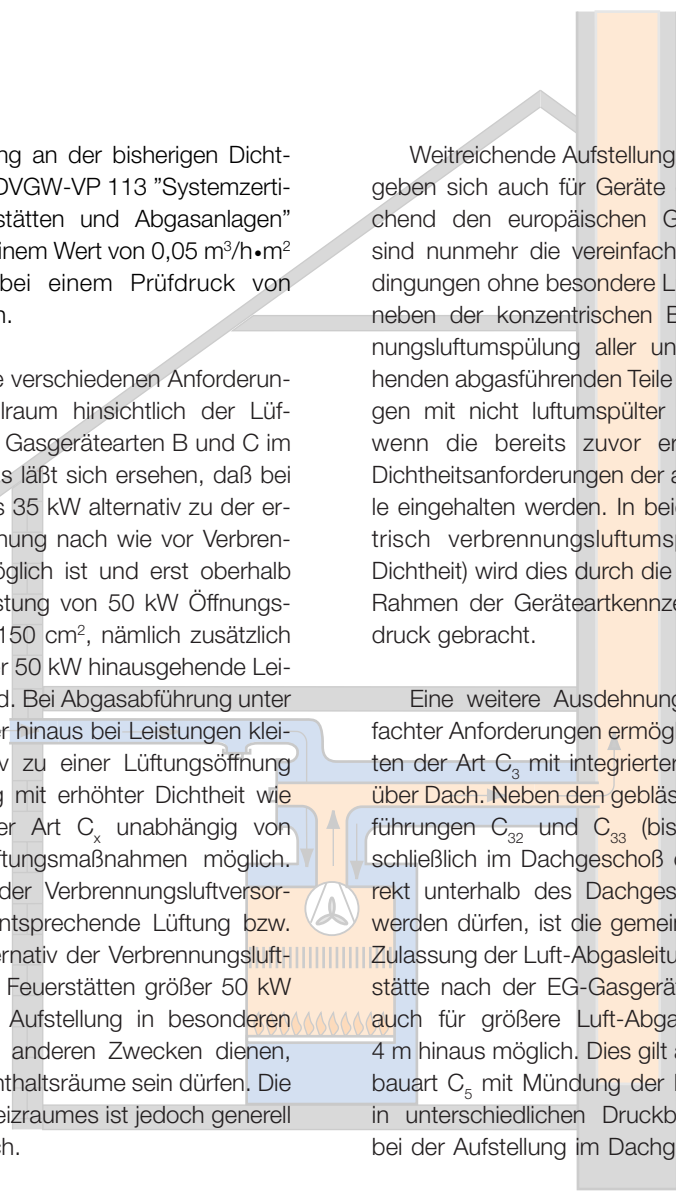 ng an der bisherigen Dicht-
DVGW-VP 113 "Systemzerti-
stätten und Abgasanlagen"
einem Wert von 0,05 m³/h•m²
bei einem Prüfdruck von
n.
e verschiedenen Anforderun-
lraum hinsichtlich der Lüf-
Gasgerätearten B und C im
s läßt sich ersehen, daß bei
s 35 kW alternativ zu der er-
nung nach wie vor Verbren-
öglich ist und erst oberhalb
stung von 50 kW Öffnungs-
150 cm², nämlich zusätzlich
r 50 kW hinausgehende Lei-
d. Bei Abgasabführung unter
er hinaus bei Leistungen klei-
v zu einer Lüftungsöffnung
g mit erhöhter Dichtheit wie
er Art Cₓ unabhängig von
ftungsmaßnahmen möglich.
der Verbrennungsluftversor-
ntsprechende Lüftung bzw.
ernativ der Verbrennungsluft-
Feuerstätten größer 50 kW
Aufstellung in besonderen
anderen Zwecken dienen,
nthaltsräume sein dürfen. Die
eizraumes ist jedoch generell
ch.
Weitreichende Aufstellung
geben sich auch für Geräte
chend den europäischen G
sind nunmehr die vereinfach
dingungen ohne besondere L
neben der konzentrischen E
nungsluftumspülung aller un
henden abgasführenden Teile
gen mit nicht luftumspülter
wenn die bereits zuvor er
Dichtheitsanforderungen der a
le eingehalten werden. In bei
trisch verbrennungsluftums
Dichtheit) wird dies durch die
Rahmen der Geräteartkennze
druck gebracht.
Eine weitere Ausdehnung
fachter Anforderungen ermög
ten der Art C₃ mit integrierter
über Dach. Neben den gebläs
führungen C₃₂ und C₃₃ (bis
schließlich im Dachgeschoß
rekt unterhalb des Dachges
werden dürfen, ist die gemein
Zulassung der Luft-Abgasleitu
stätte nach der EG-Gasgerä
auch für größere Luft-Abga
4 m hinaus möglich. Dies gilt a
bauart C₅ mit Mündung der
in unterschiedlichen Druckb
bei der Aufstellung im Dachg